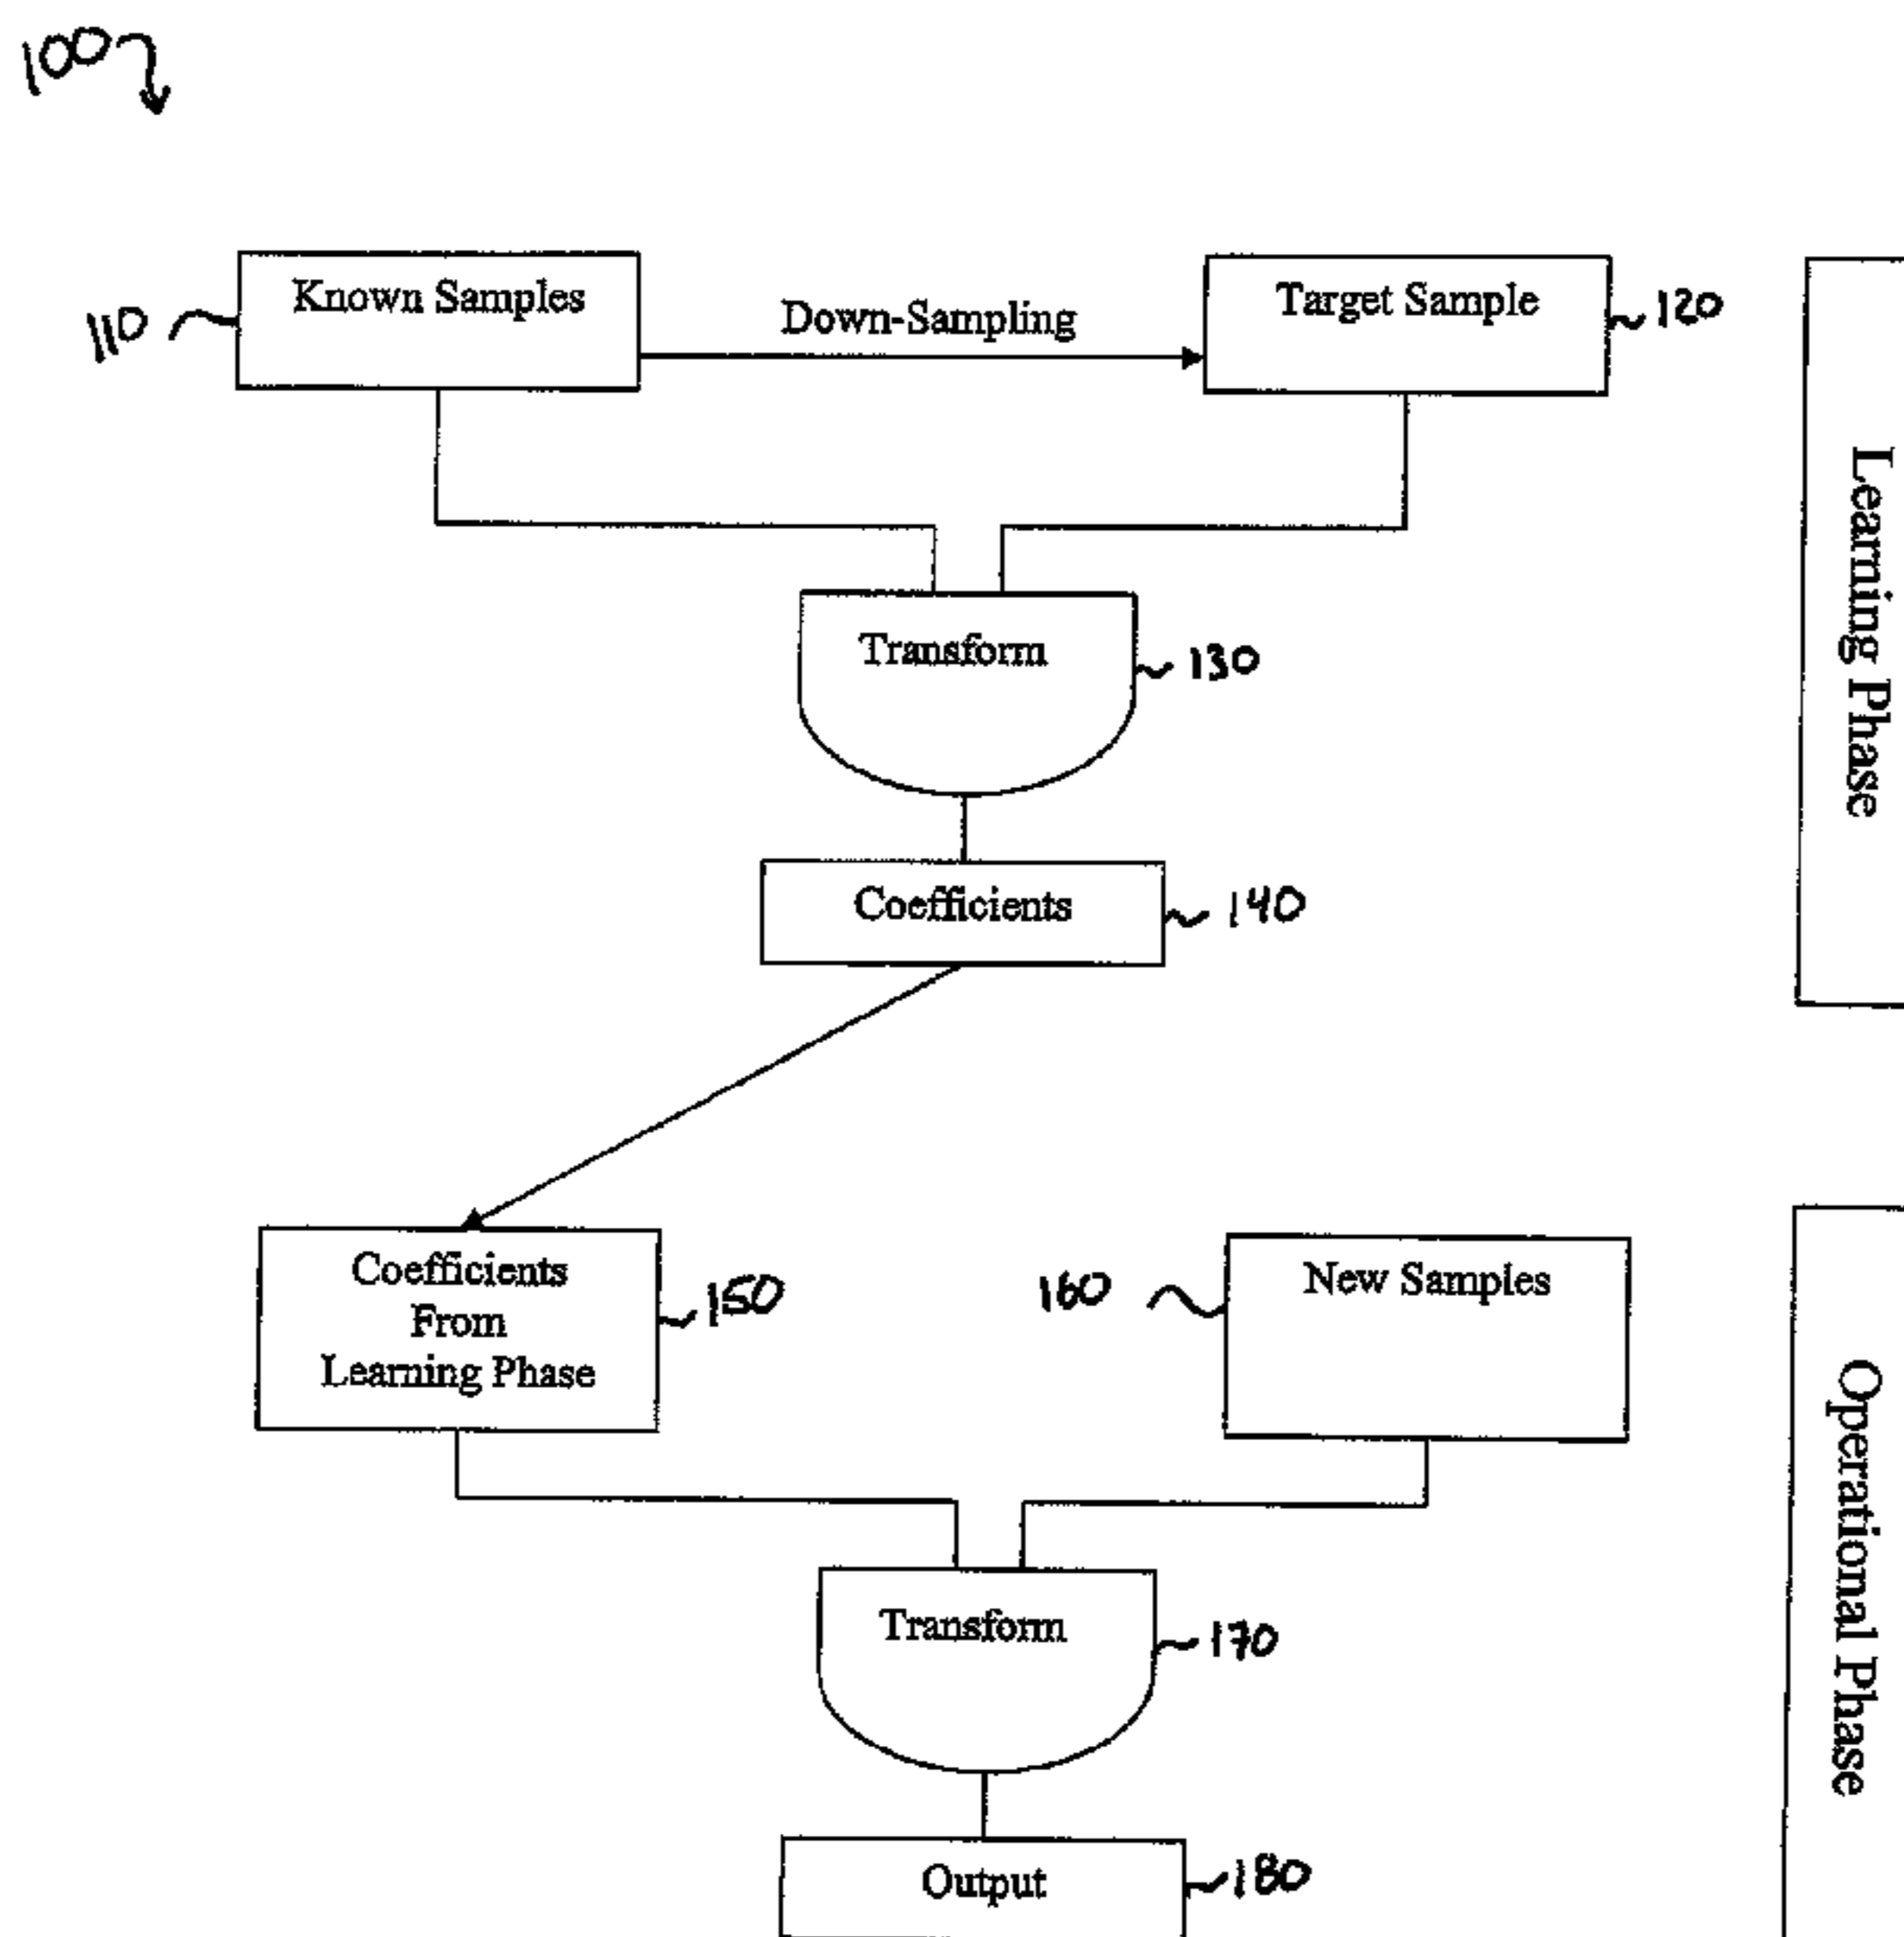 100
Known Samples
110
Down-Sampling
Target Sample
120
Transform
130
Coefficients
140
Learning Phase
Coefficients
From
Learning Phase
150
160
New Samples
Transform
170
Output
180
Operational Phase